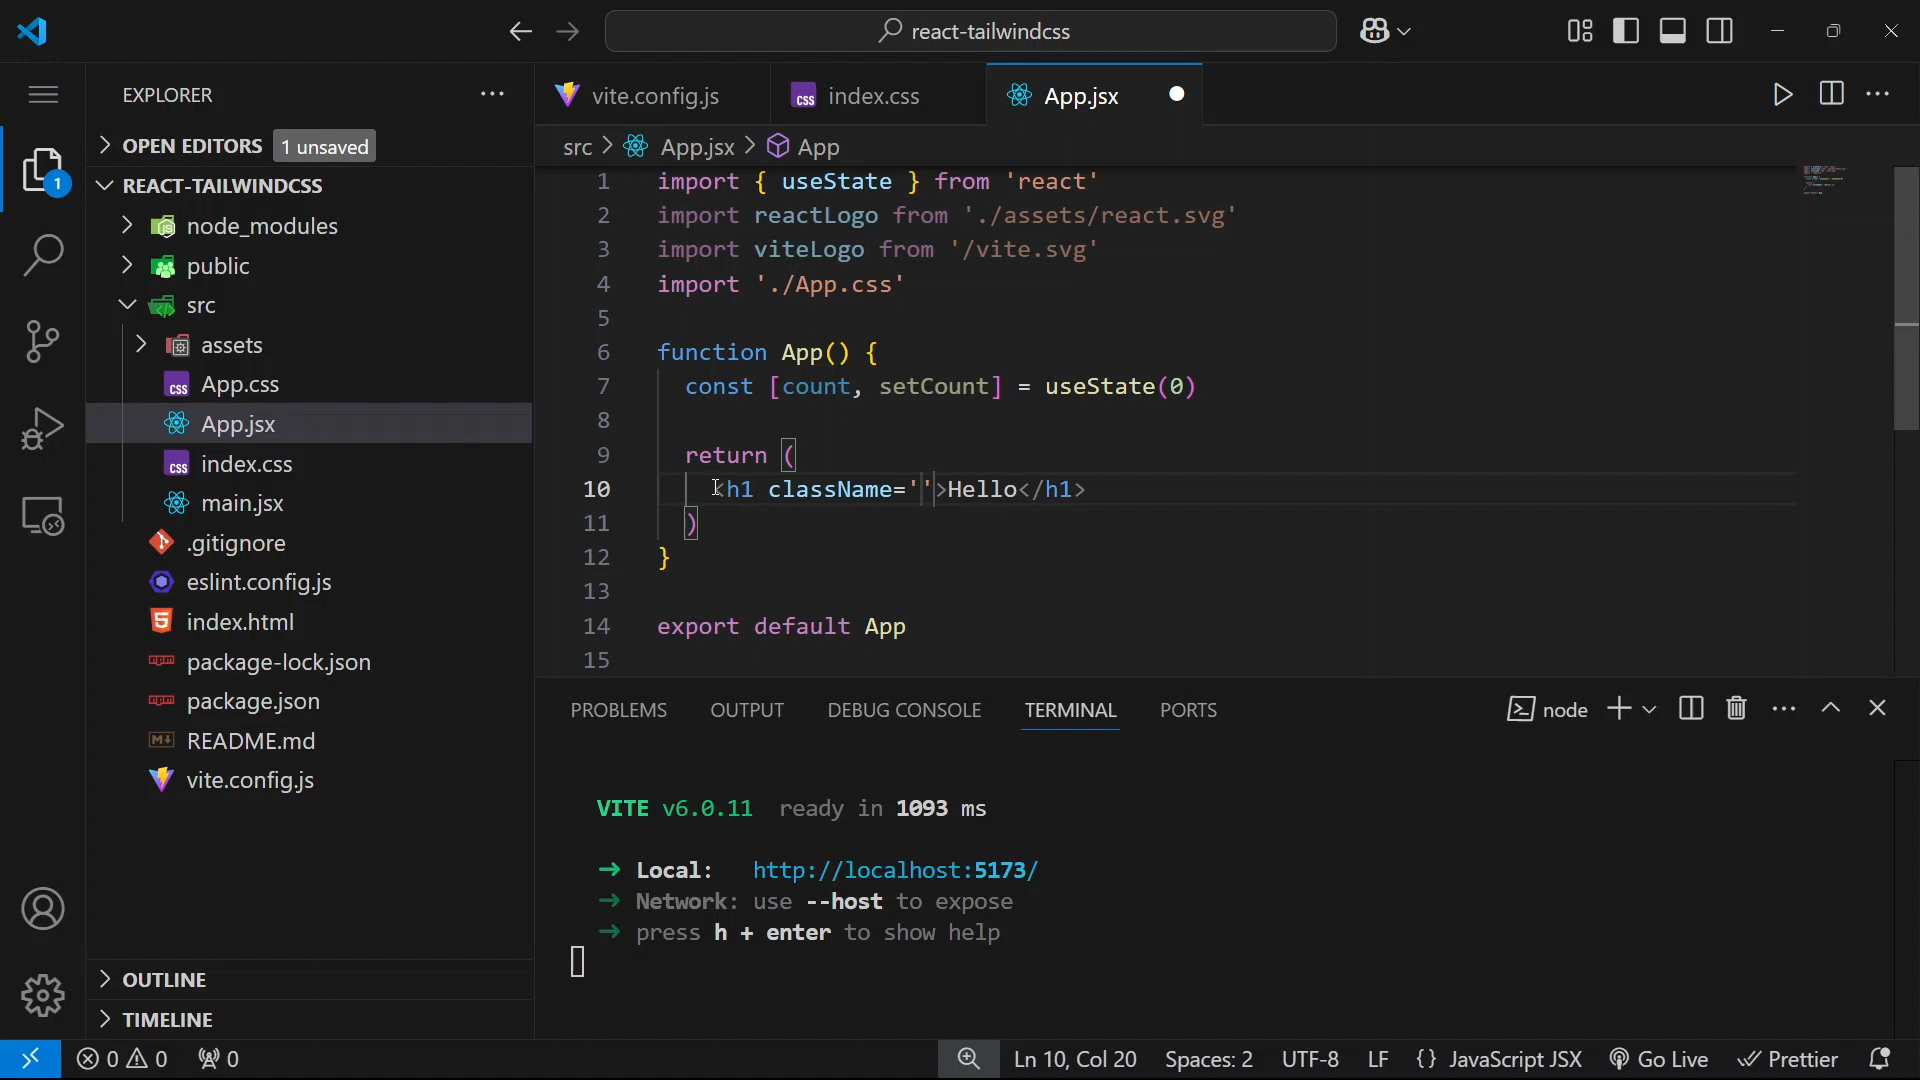 react-tailwindcss
EXPLORER
OPEN EDITORS 1 unsaved
REACT-TAILWINDCSS
node_modules
public
src
assets
App.css
App.jsx
index.css
main.jsx
.gitignore
eslint.config.js
index.html
package-lock.json
package.json
README.md
vite.config.js
OUTLINE
TIMELINE
1
vite.config.js
index.css
App.jsx
src > App.jsx > App
1 import { useState } from 'react'
2 import reactLogo from './assets/react.svg'
3 import viteLogo from '/vite.svg'
4 import './App.css'
5
6 function App() {
7 const [count, setCount] = useState(0)
8
9 return (
10 <h1 className=''>Hello</h1>
11 )
12 }
13
14 export default App
15
PROBLEMS OUTPUT DEBUG CONSOLE TERMINAL PORTS
node
VITE v6.0.11 ready in 1093 ms
➜ Local: http://localhost:5173/
➜ Network: use --host to expose
➜ press h + enter to show help
0 0 0
Ln 10, Col 20 Spaces: 2 UTF-8 LF {} JavaScript JSX Go Live Prettier